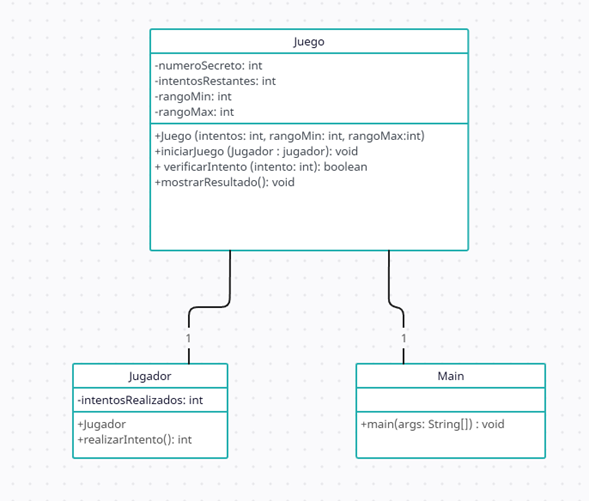 Juego
-numeroSecreto: int
-intentosRestantes: int
-rangoMin: int
-rangoMax: int
+Juego (intentos: int, rangoMin: int, rangoMax:int)
+iniciarJuego (Jugador : jugador): void
+ verificarIntento (intento: int): boolean
+mostrarResultado(): void
1
1
Jugador
-intentosRealizados: int
+Jugador
+realizarIntento(): int
Main
+main(args: String[]) : void